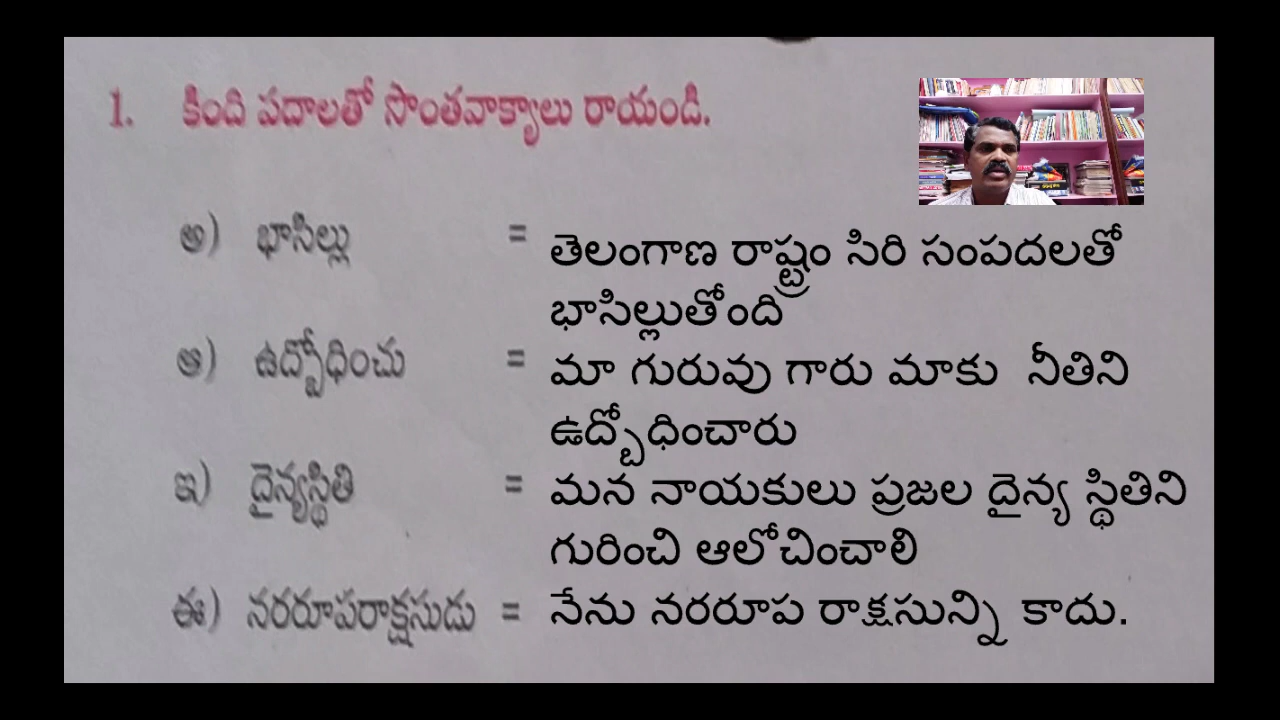 1. కింది పదాలతో సొంతవాక్యాలు రాయండి.
అ) భాసిల్లు = తెలంగాణ రాష్ట్రం సిరి సంపదలతో
భాసిల్లుతోంది
ఆ) ఉద్బోధించు = మా గురువు గారు మాకు నీతిని
ఉద్బోధించారు
ఇ) దైన్యస్థితి = మన నాయకులు ప్రజల దైన్య స్థితిని
గురించి ఆలోచించాలి
ఈ) నరరూపరాక్షసుడు = నేను నరరూప రాక్షసున్ని కాదు.